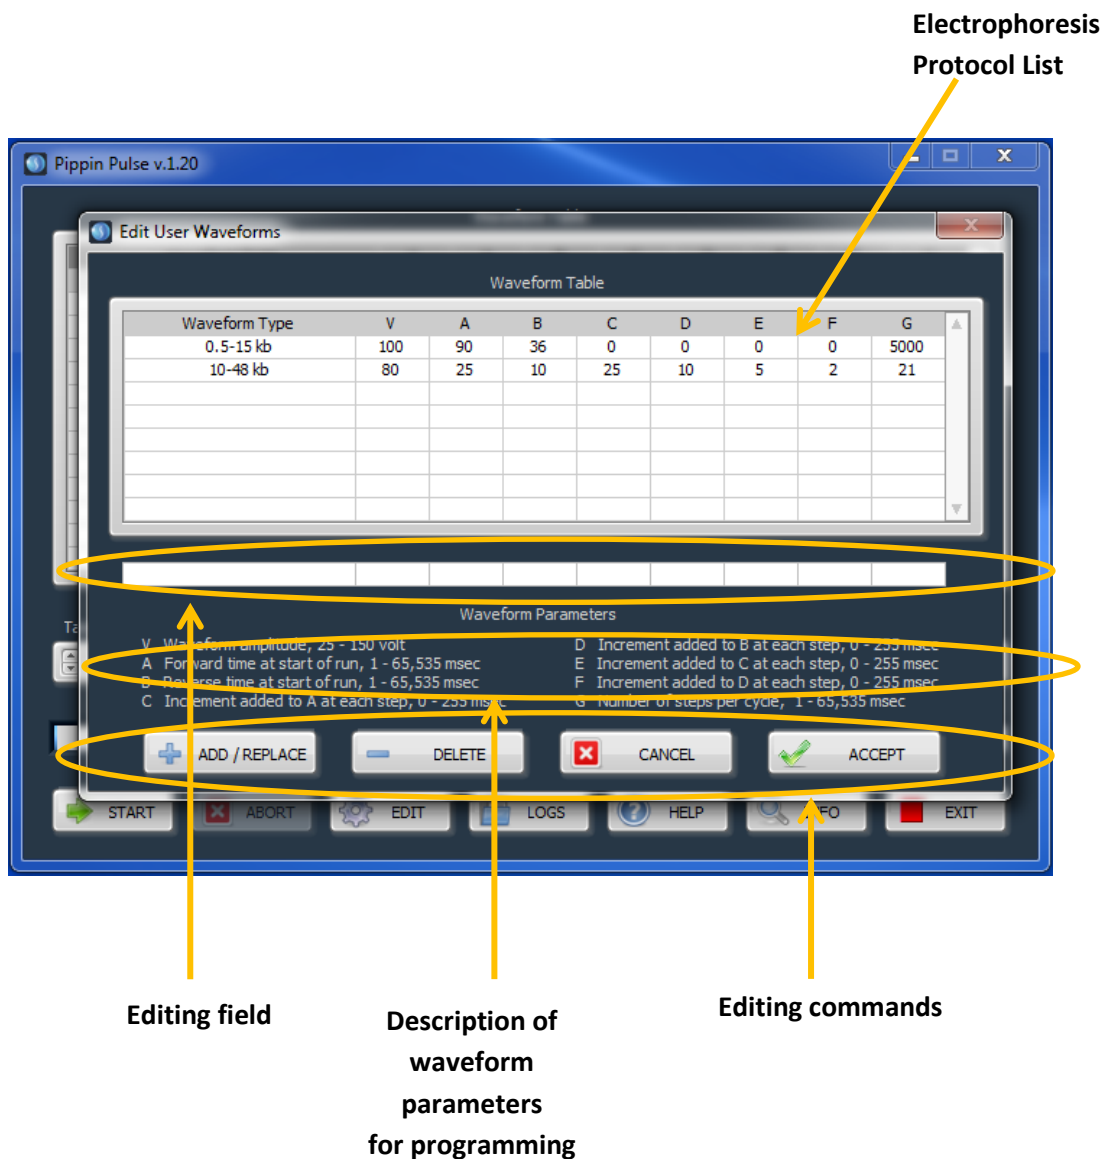 Electrophoresis
Protocol List
Pippin Pulse v.1.20
Edit User Waveforms
Waveform Table
Waveform Type V A B C D E F G
0.5-15 kb 100 90 36 0 0 0 0 5000
10-48 kb 80 25 10 25 10 5 2 21
Waveform Parameters
V Waveform amplitude, 25 - 150 volt
A Forward time at start of run, 1 - 65,535 msec
B Reverse time at start of run, 1 - 65,535 msec
C Increment added to A at each step, 0 - 255 msec
D Increment added to B at each step, 0 - 255 msec
E Increment added to C at each step, 0 - 255 msec
F Increment added to D at each step, 0 - 255 msec
G Number of steps per cycle, 1 - 65,535 msec
ADD / REPLACE DELETE CANCEL ACCEPT
START ABORT EDIT LOGS HELP EXIT
Editing field
Description of
waveform
parameters
for programming
Editing commands